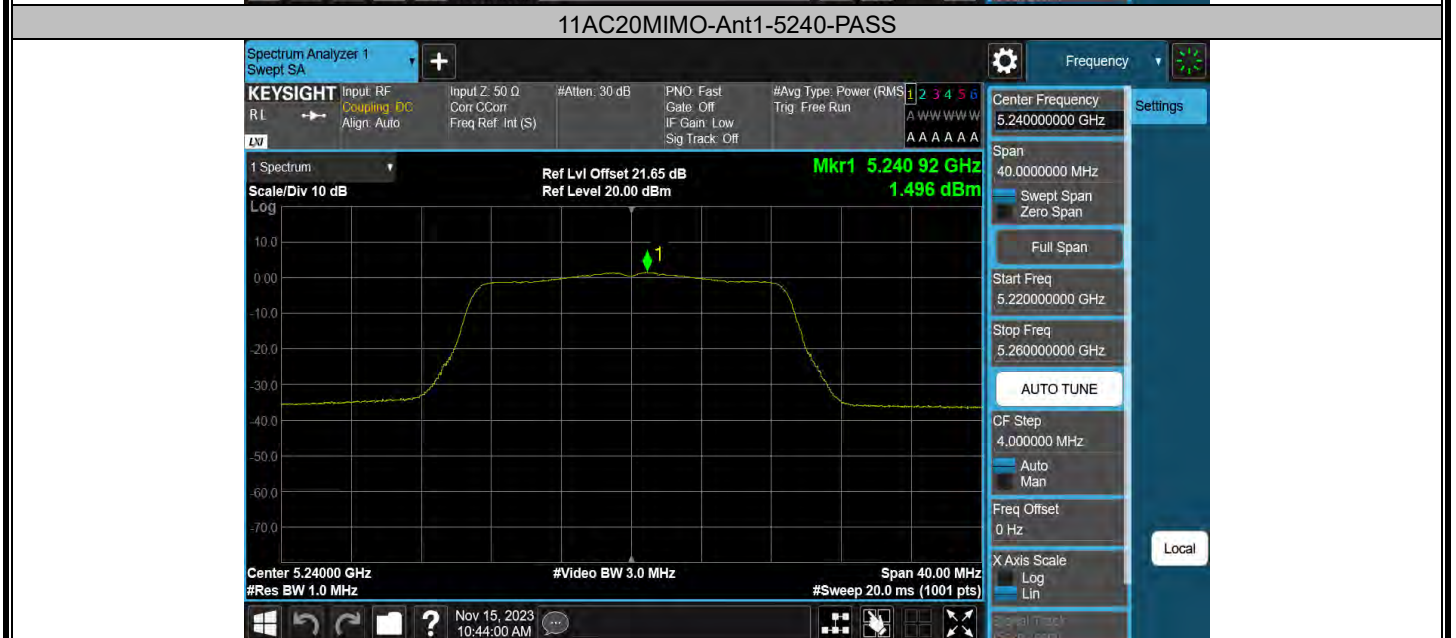 11AC20MIMO-Ant1-5240-PASS
Spectrum Analyzer 1
Swept SA
+
Frequency
KEYSIGHT
Input: RF
Input Z: 50 Ω
#Atten: 30 dB
PNO: Fast
#Avg Type: Power (RMS
1 2 3 4 5 6
R L
Coupling: DC
Corr CCorr
Gate: Off
Trig: Free Run
A WW WW W
Align: Auto
Freq Ref: Int (S)
IF Gain: Low
Sig Track: Off
A A A A A A
LXI
Center Frequency
5.240000000 GHz
Settings
Span
40.0000000 MHz
Swept Span
Zero Span
Full Span
Start Freq
5.220000000 GHz
Stop Freq
5.260000000 GHz
AUTO TUNE
CF Step
4.000000 MHz
Auto
Man
Freq Offset
0 Hz
X Axis Scale
Log
Lin
Local
1 Spectrum
Ref Lvl Offset 21.65 dB
Mkr1 5.240 92 GHz
Scale/Div 10 dB
Ref Level 20.00 dBm
1.496 dBm
Log
10.0
1
0.00
-10.0
-20.0
-30.0
-40.0
-50.0
-60.0
-70.0
Center 5.24000 GHz
#Video BW 3.0 MHz
Span 40.00 MHz
#Res BW 1.0 MHz
#Sweep 20.0 ms (1001 pts)
?
Nov 15, 2023
10:44:00 AM